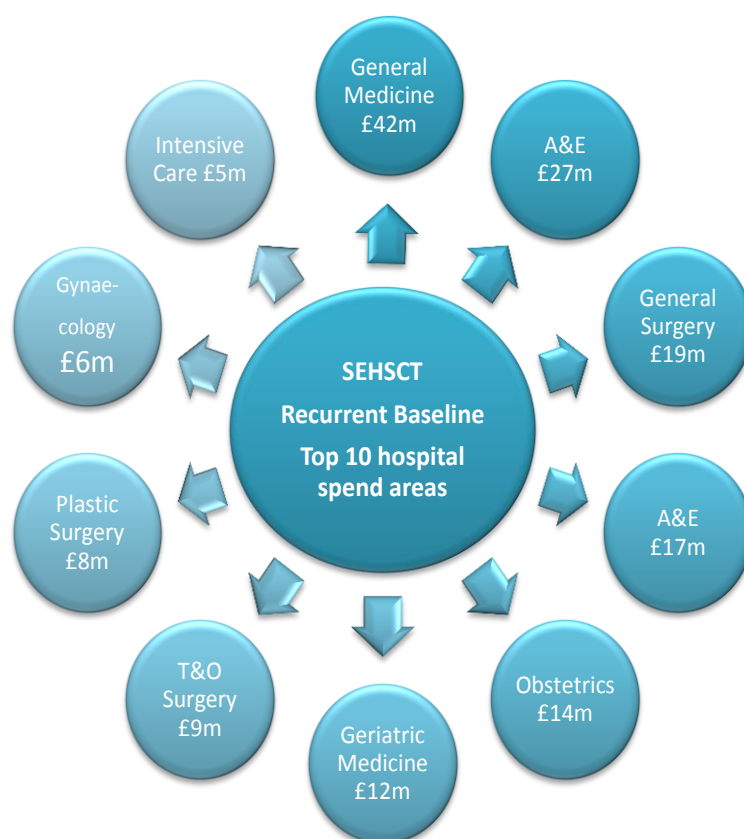 SEHSCT
Recurrent Baseline
Top 10 hospital
spend areas
General
Medicine
£42m
A&E
£27m
General
Surgery
£19m
A&E
£17m
Obstetrics
£14m
Geriatric
Medicine
£12m
T&O
Surgery
£9m
Plastic
Surgery
£8m
Gynae-
cology
£6m
Intensive
Care £5m